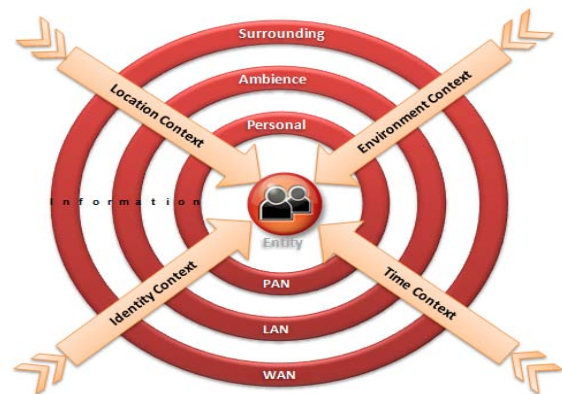 Surrounding
Ambience
Personal
Location Context
Environment Context
Information
Entity
Identity Context
Time Context
PAN
LAN
WAN